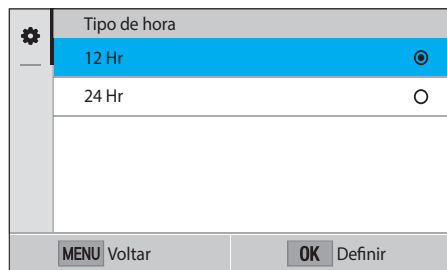 Tipo de hora
12 Hr
24 Hr
MENU Voltar
OK Definir